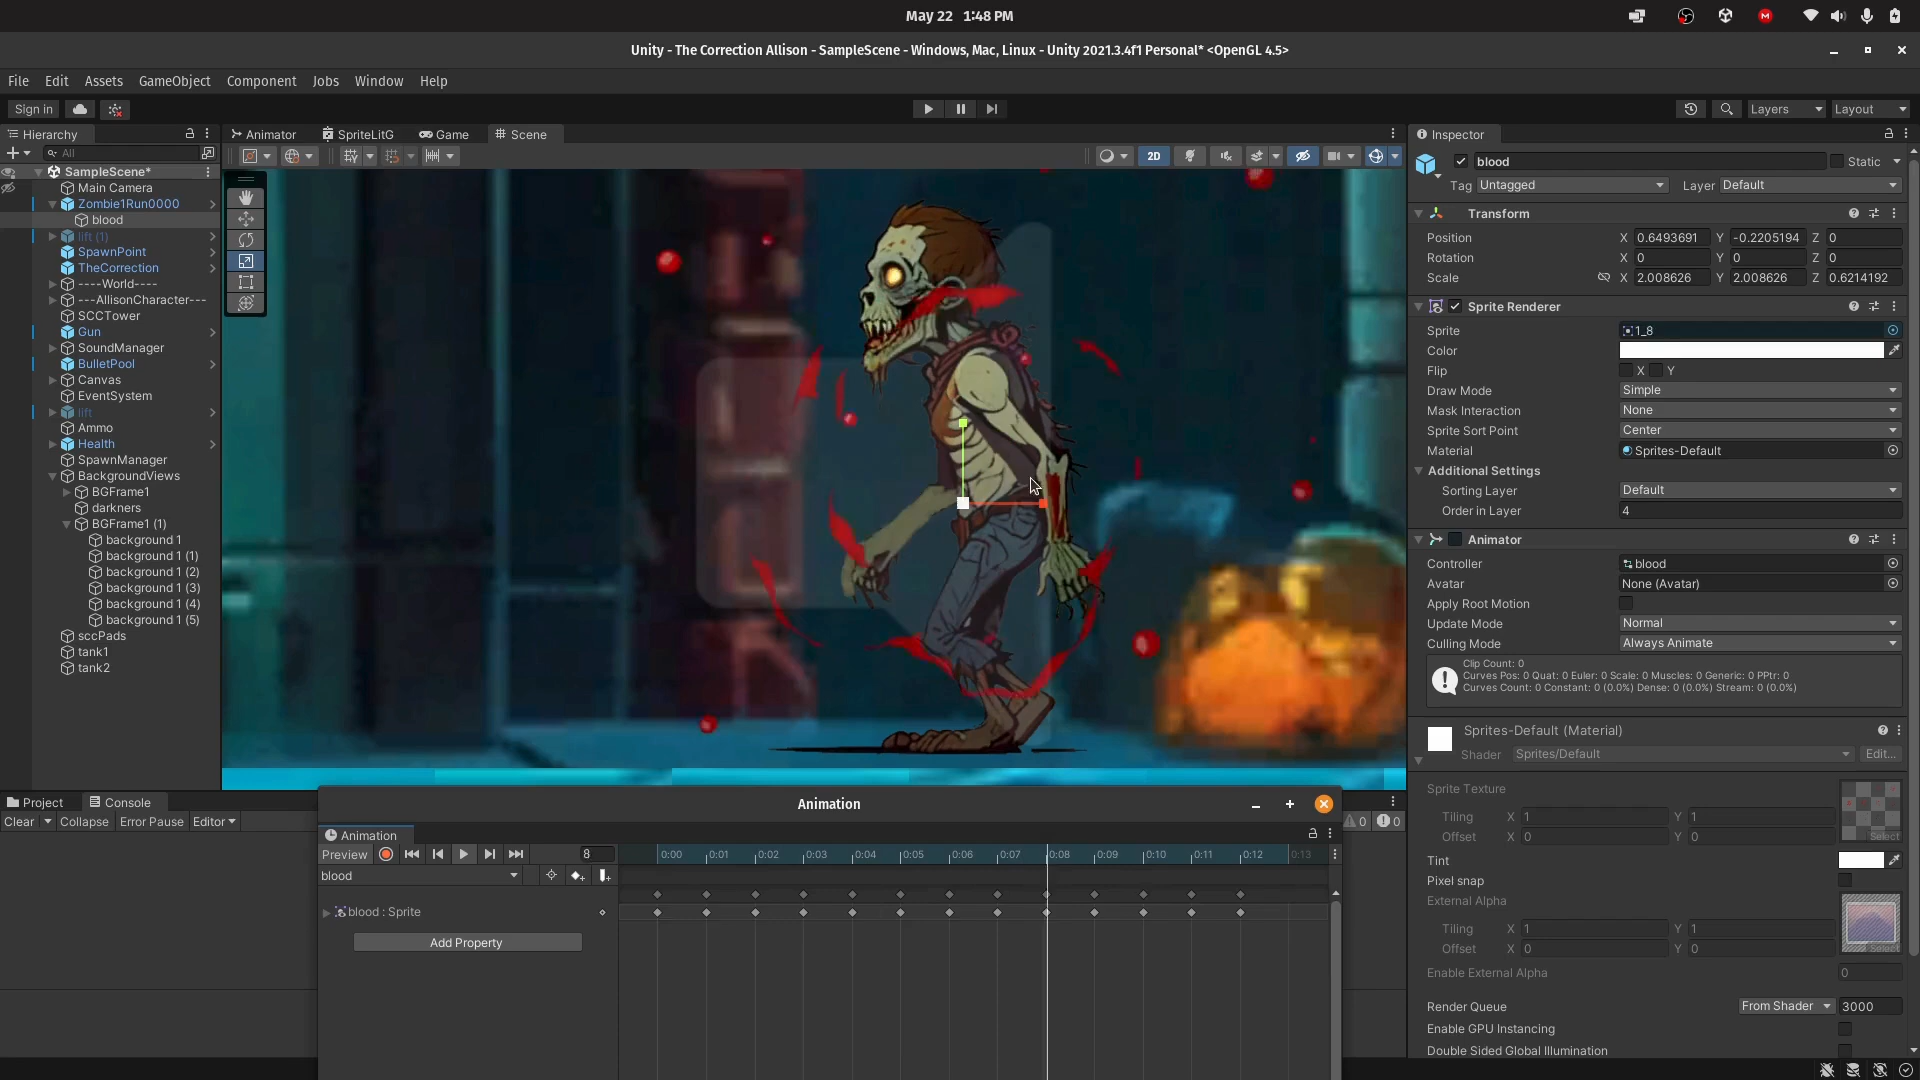 May 22 1:48 PM
Unity - The Correction Allison - SampleScene - Windows, Mac, Linux - Unity 2021.3.4f1 Personal* <OpenGL 4.5>
File Edit Assets GameObject Component Jobs Window Help
Sign in
Layers
Layout
Hierarchy
All
SampleScene*
Main Camera
Zombie1Run0000
blood
lift (1)
SpawnPoint
TheCorrection
----World----
---AllisonCharacter---
SCCTower
Gun
SoundManager
BulletPool
Canvas
EventSystem
lift
Ammo
Health
SpawnManager
BackgroundViews
BGFrame1
darkners
BGFrame1 (1)
background 1
background 1 (1)
background 1 (2)
background 1 (3)
background 1 (4)
background 1 (5)
sccPads
tank1
tank2
Animator SpriteLitG Game Scene
2D
Inspector
blood
Static
Tag Untagged Layer Default
Transform
Position X 0.6493691 Y -0.2205194 Z 0
Rotation X 0 Y 0 Z 0
Scale X 2.008626 Y 2.008626 Z 0.6214192
Sprite Renderer
Sprite 1_8
Color
Flip X Y
Draw Mode Simple
Mask Interaction None
Sprite Sort Point Center
Material Sprites-Default
Additional Settings
Sorting Layer Default
Order in Layer 4
Animator
Controller blood
Avatar None (Avatar)
Apply Root Motion
Update Mode Normal
Culling Mode Always Animate
Clip Count: 0
Curves Pos: 0 Quat: 0 Euler: 0 Scale: 0 Muscles: 0 Generic: 0 PPtr: 0
Curves Count: 0 Constant: 0 (0.0%) Dense: 0 (0.0%) Stream: 0 (0.0%)
Sprites-Default (Material)
Shader Sprites/Default Edit...
Sprite Texture
Tiling X 1 Y 1
Offset X 0 Y 0
Select
Tint
Pixel snap
External Alpha
Tiling X 1 Y 1
Offset X 0 Y 0
Select
Enable External Alpha 0
Render Queue From Shader 3000
Enable GPU Instancing
Double Sided Global Illumination
Project Console
Clear Collapse Error Pause Editor
0 0
Animation
Animation
Preview 8
0:00 0:01 0:02 0:03 0:04 0:05 0:06 0:07 0:08 0:09 0:10 0:11 0:12 0:13
blood
blood : Sprite
Add Property